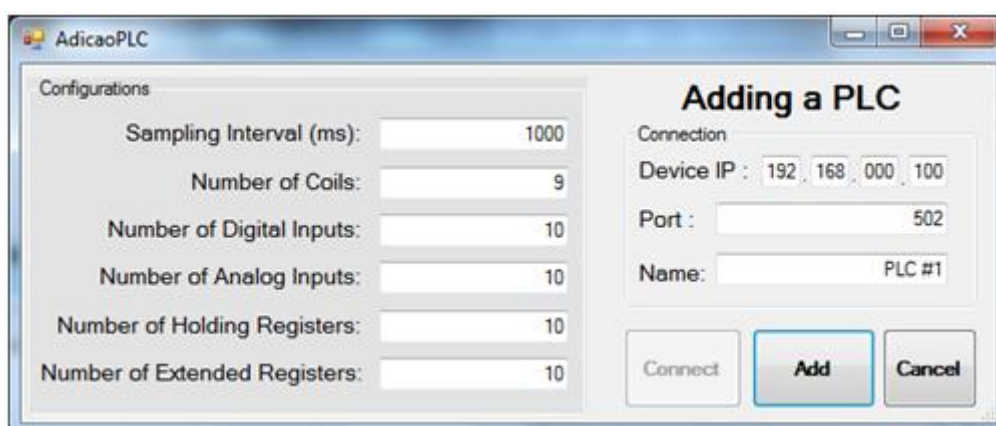 AdicaoPLC
Configurations
Sampling Interval (ms): 1000
Number of Coils: 9
Number of Digital Inputs: 10
Number of Analog Inputs: 10
Number of Holding Registers: 10
Number of Extended Registers: 10
Adding a PLC
Connection
Device IP : 192 . 168 . 000 . 100
Port : 502
Name: PLC #1
Connect Add Cancel